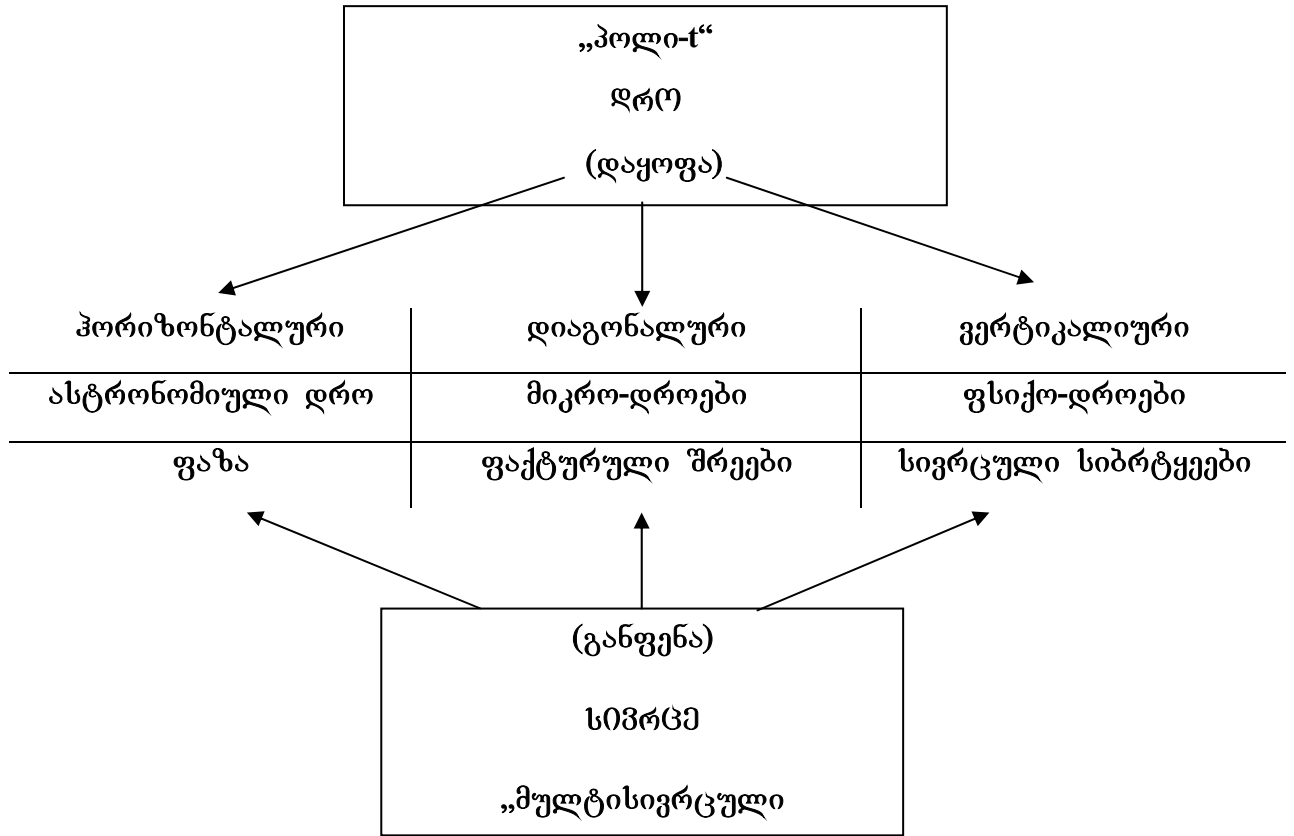 „პოლი-t“
დრო
(დაყოფა)
ჰორიზონტალური დიაგონალური ვერტიკალიური
ასტრონომიული დრო მიკრო-დროები ფსიქო-დროები
ფაზა ფაქტურული შრეები სივრცული სიბრტყეები
(განფენა)
სივრცე
„მულტისივრცული